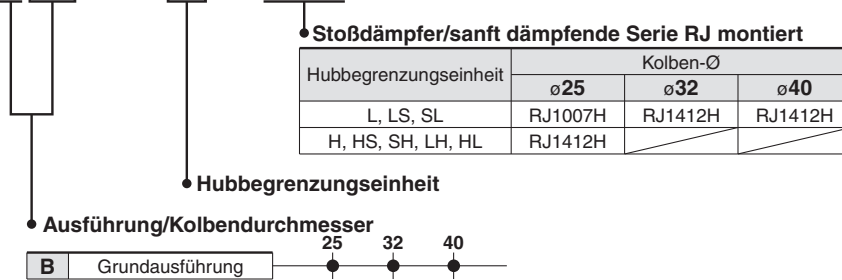 Stoßdämpfer/sanft dämpfende Serie RJ montiert
Hubbegrenzungseinheit Kolben-Ø
ø25 ø32 ø40
L, LS, SL RJ1007H RJ1412H RJ1412H
H, HS, SH, LH, HL RJ1412H
Hubbegrenzungseinheit
Ausführung/Kolbendurchmesser
25 32 40
B Grundausführung